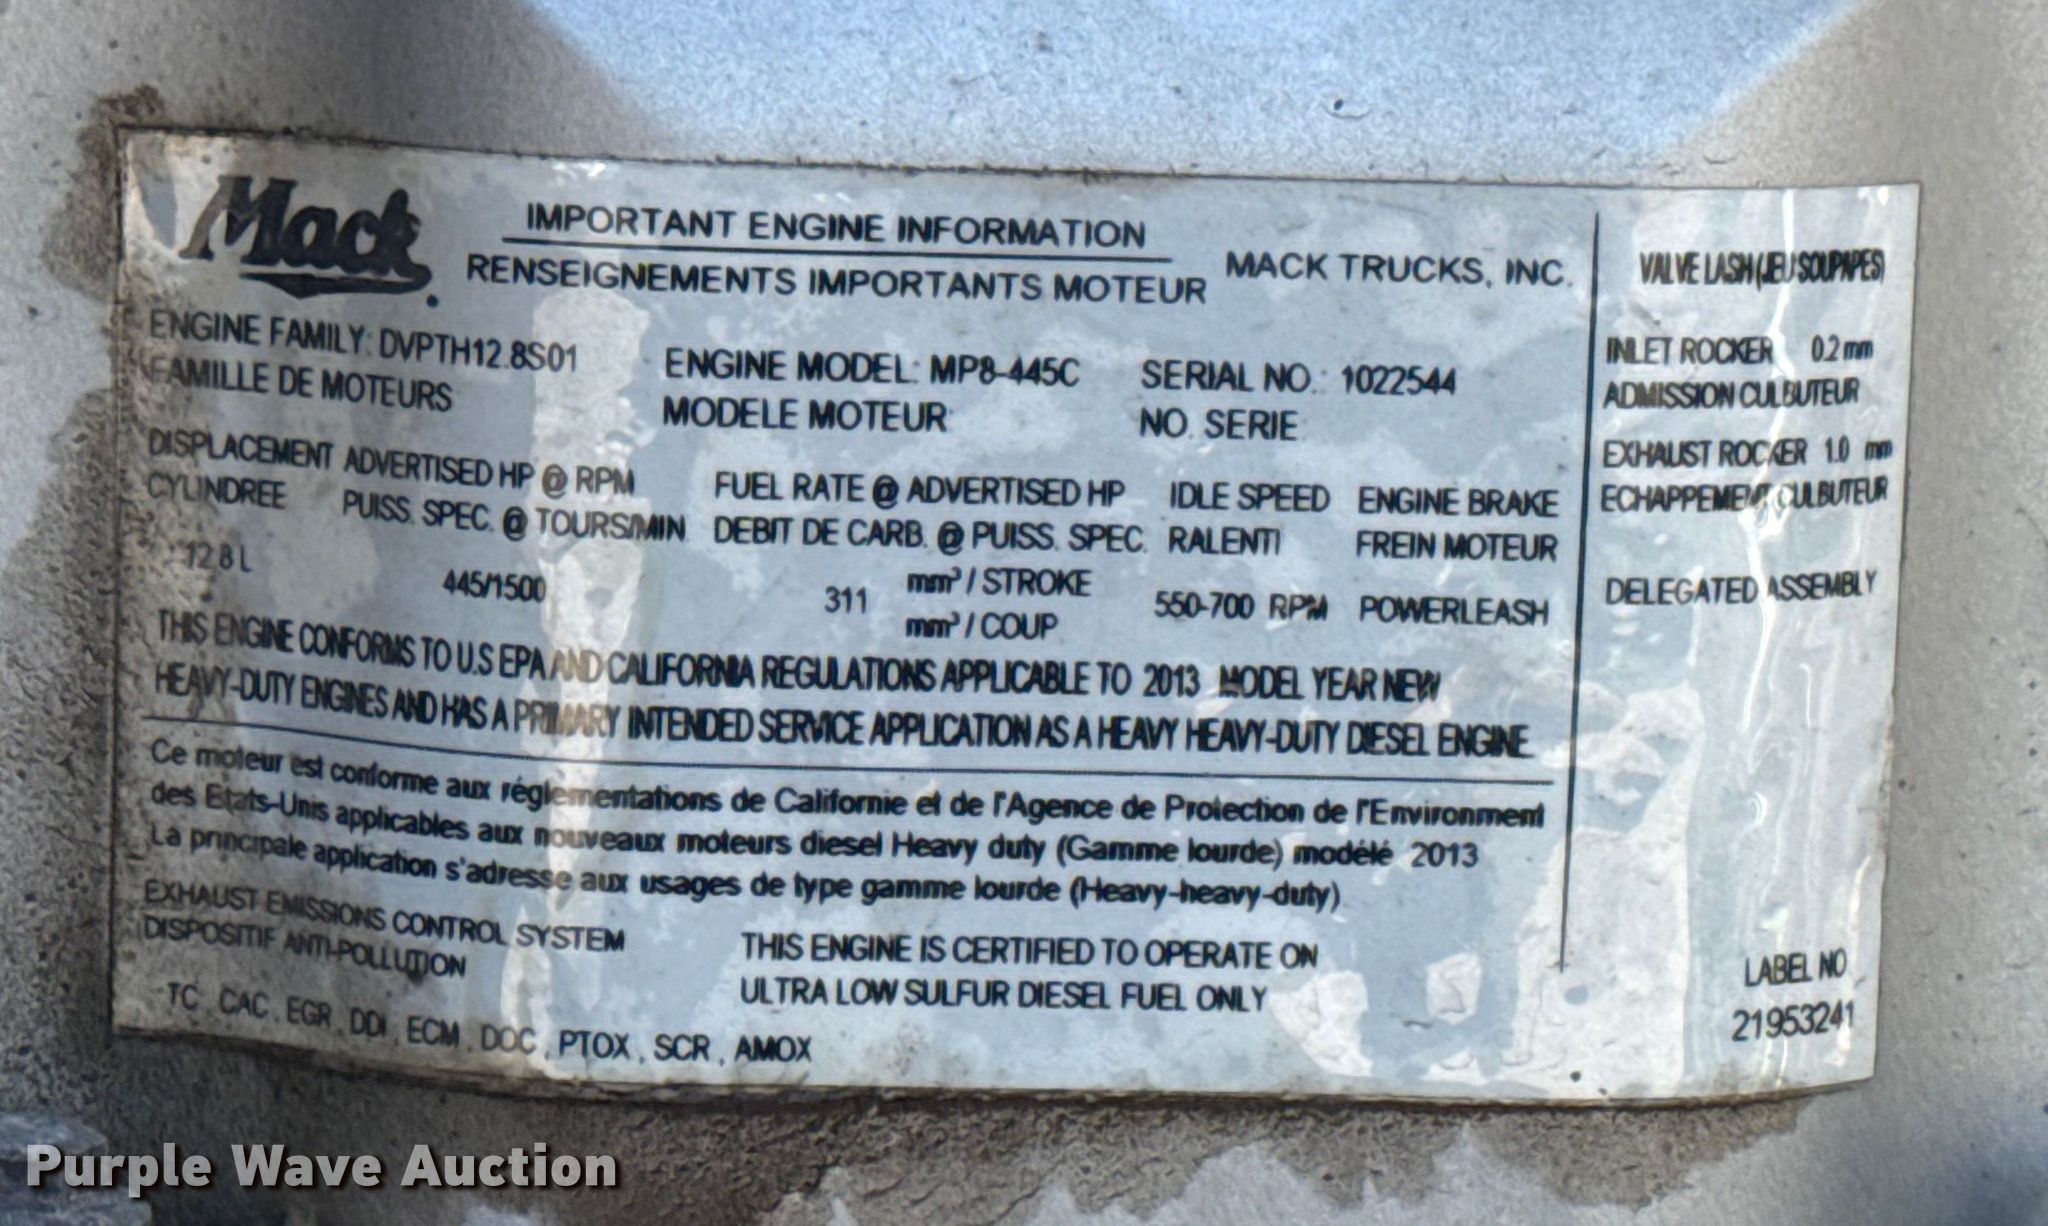 Mack
IMPORTANT ENGINE INFORMATION
RENSEIGNEMENTS IMPORTANTS MOTEUR
MACK TRUCKS, INC.
ENGINE FAMILY: DVPTH12.8S01
FAMILLE DE MOTEURS
ENGINE MODEL: MP8-445C
MODELE MOTEUR
SERIAL NO.: 1022544
NO. SERIE
DISPLACEMENT
CYLINDREE
12.8 L
ADVERTISED HP @ RPM
PUISS. SPEC. @ TOURS/MIN
445/1500
FUEL RATE @ ADVERTISED HP
DEBIT DE CARB. @ PUISS. SPEC.
311 mm³ / STROKE
mm³ / COUP
IDLE SPEED
RALENTI
550-700 RPM
ENGINE BRAKE
FREIN MOTEUR
POWERLEASH
THIS ENGINE CONFORMS TO U.S EPA AND CALIFORNIA REGULATIONS APPLICABLE TO 2013 MODEL YEAR NEW
HEAVY-DUTY ENGINES AND HAS A PRIMARY INTENDED SERVICE APPLICATION AS A HEAVY HEAVY-DUTY DIESEL ENGINE
Ce moteur est conforme aux réglementations de Californie et de l'Agence de Protection de l'Environment
des Etats-Unis applicables aux nouveaux moteurs diesel Heavy duty (Gamme lourde) modélé 2013
La principale application s'adresse aux usages de type gamme lourde (Heavy-heavy-duty)
EXHAUST EMISSIONS CONTROL SYSTEM
DISPOSITIF ANTI-POLLUTION
TC , CAC , EGR , DDI , ECM , DOC , PTOX , SCR , AMOX
THIS ENGINE IS CERTIFIED TO OPERATE ON
ULTRA LOW SULFUR DIESEL FUEL ONLY
VALVE LASH (JEU SOUPAPES)
INLET ROCKER 0.2 mm
ADMISSION CULBUTEUR
EXHAUST ROCKER 1.0 mm
ECHAPPEMENT CULBUTEUR
DELEGATED ASSEMBLY
LABEL NO
21953241
Purple Wave Auction